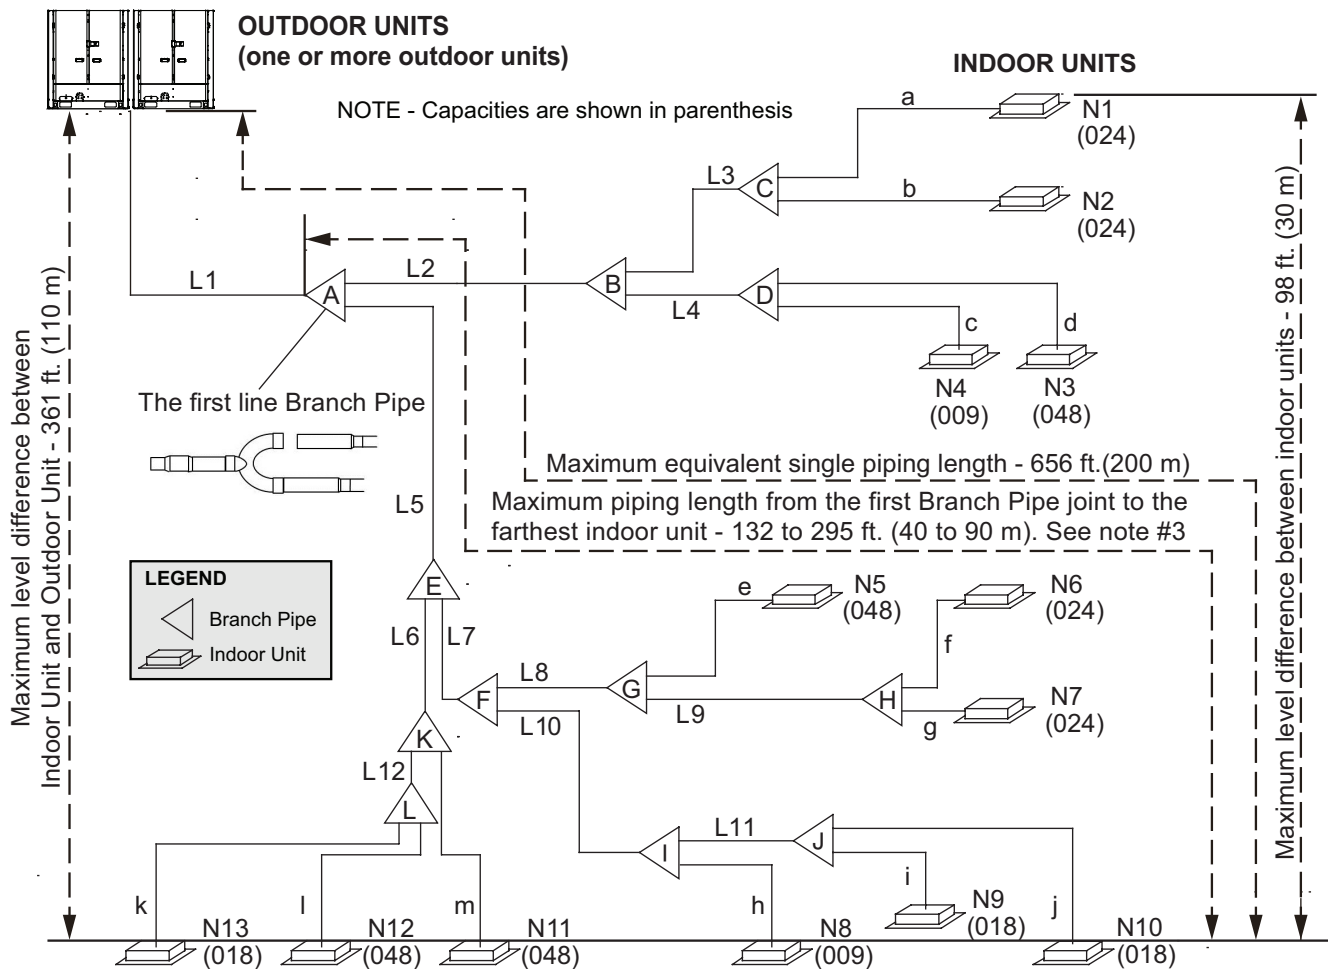 OUTDOOR UNITS
(one or more outdoor units)
INDOOR UNITS
NOTE - Capacities are shown in parenthesis
a
N1
(024)
L3
C
b
N2
(024)
L1
A
L2
B
L4
D
c
d
N4
(009)
N3
(048)
The first line Branch Pipe
Maximum equivalent single piping length - 656 ft.(200 m)
L5
Maximum piping length from the first Branch Pipe joint to the
farthest indoor unit - 132 to 295 ft. (40 to 90 m). See note #3
Maximum level difference between
Indoor Unit and Outdoor Unit - 361 ft. (110 m)
Maximum level difference between indoor units - 98 ft. (30 m)
LEGEND
Branch Pipe
Indoor Unit
E
e
N5
(048)
N6
(024)
L6
L7
f
L8
G
F
L9
H
L10
g
N7
(024)
K
L12
L
L11
J
I
k
l
m
h
i
j
N9
(018)
N13
(018)
N12
(048)
N11
(048)
N8
(009)
N10
(018)